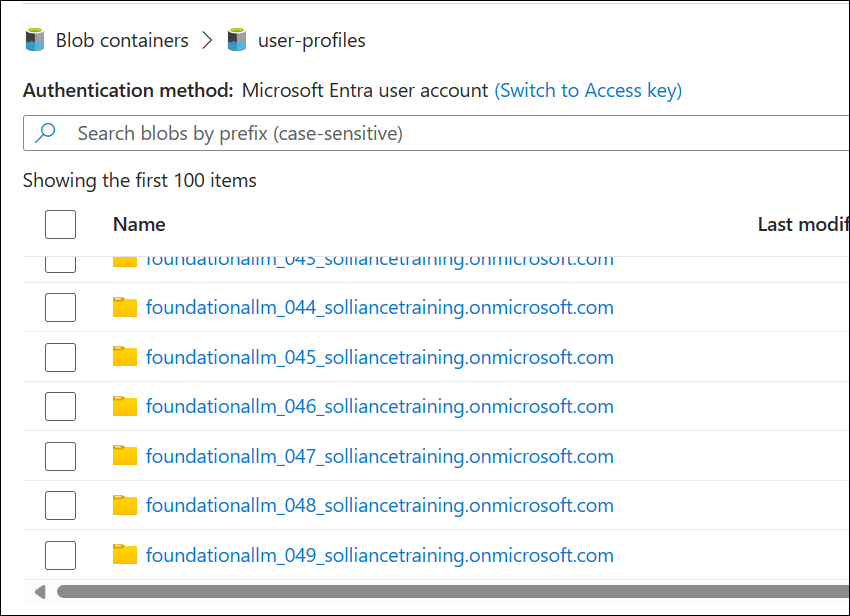 Blob containers > user-profiles
Authentication method: Microsoft Entra user account (Switch to Access key)
Search blobs by prefix (case-sensitive)
Showing the first 100 items
Name Last modif
foundationallm_043_solliancetraining.onmicrosoft.com
foundationallm_044_solliancetraining.onmicrosoft.com
foundationallm_045_solliancetraining.onmicrosoft.com
foundationallm_046_solliancetraining.onmicrosoft.com
foundationallm_047_solliancetraining.onmicrosoft.com
foundationallm_048_solliancetraining.onmicrosoft.com
foundationallm_049_solliancetraining.onmicrosoft.com